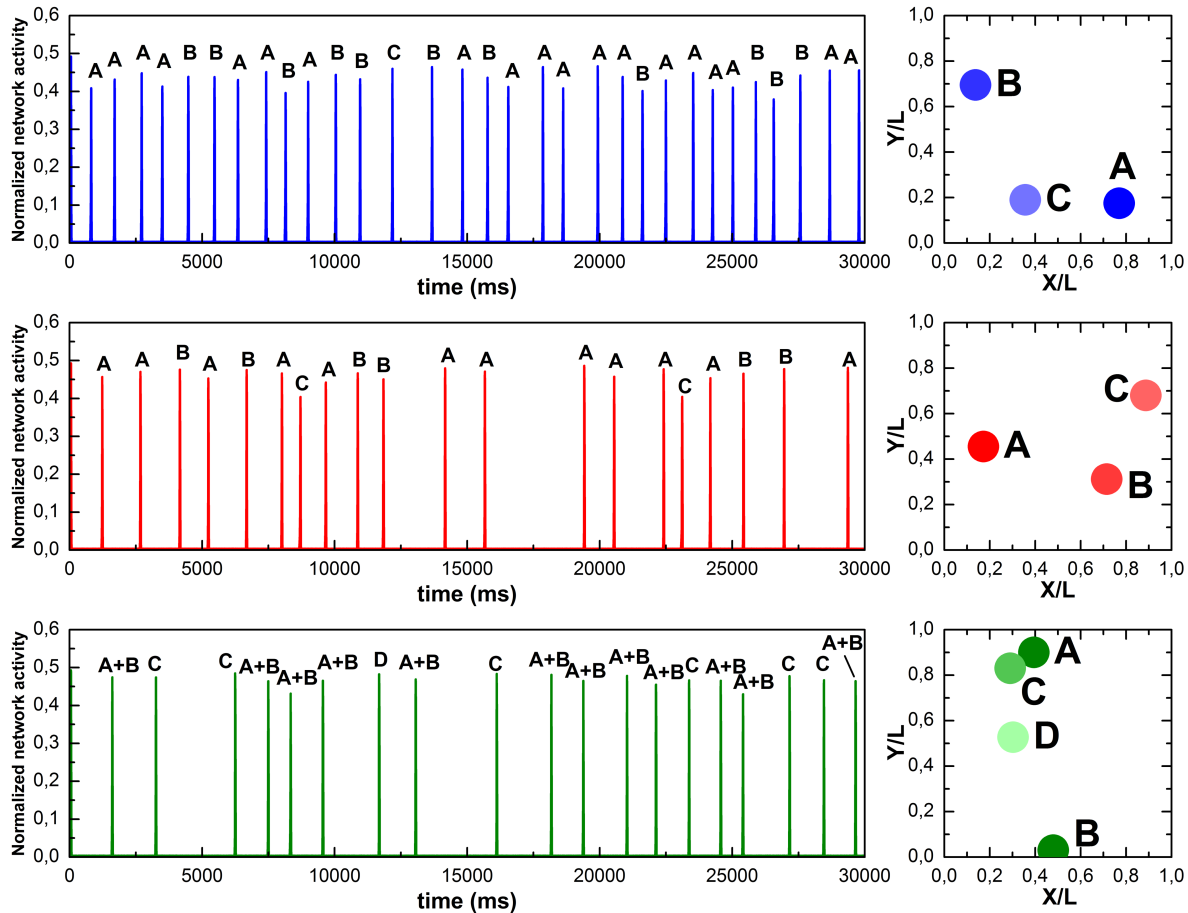 Normalized network activity
0,6
0,5
0,4
0,3
0,2
0,1
0,0
A A A A B B A A B A B B C B A B A A A A A B A A A A B B B A A
0 5000 10000 15000 20000 25000 30000
time (ms)
Y/L
1,0
0,8
0,6
0,4
0,2
0,0
B
A
C
0,0 0,2 0,4 0,6 0,8 1,0
X/L
Normalized network activity
0,6
0,5
0,4
0,3
0,2
0,1
0,0
A A B A B A C A B B A A A A A C A B B A
0 5000 10000 15000 20000 25000 30000
time (ms)
Y/L
1,0
0,8
0,6
0,4
0,2
0,0
C
A
B
0,0 0,2 0,4 0,6 0,8 1,0
X/L
Normalized network activity
0,6
0,5
0,4
0,3
0,2
0,1
0,0
A+B C C A+B A+B A+B D A+B C A+B A+B A+B A+B C A+B A+B C C A+B
0 5000 10000 15000 20000 25000 30000
time (ms)
Y/L
1,0
0,8
0,6
0,4
0,2
0,0
A
C
D
B
0,0 0,2 0,4 0,6 0,8 1,0
X/L